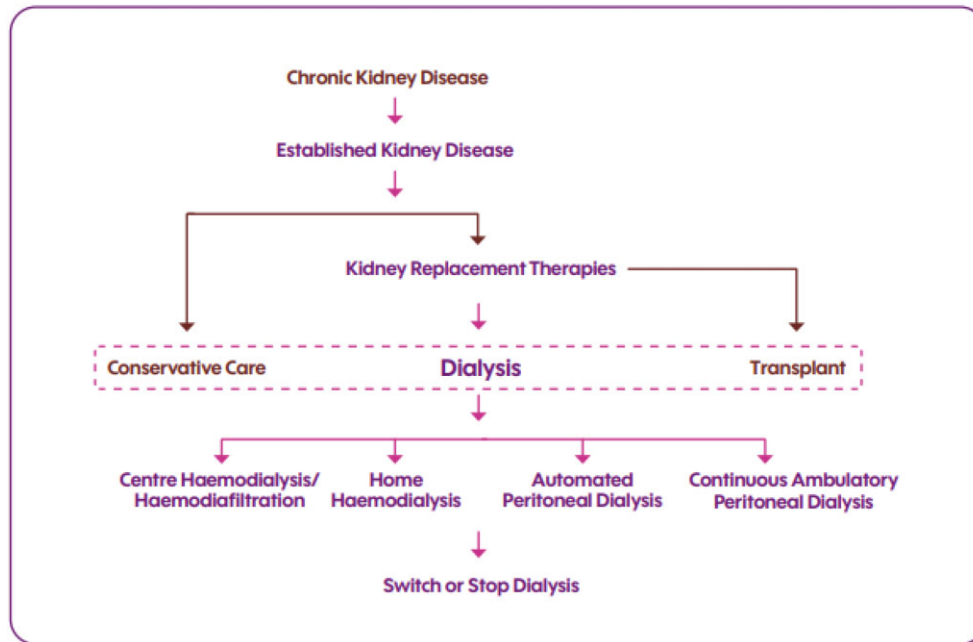 Chronic Kidney Disease
Established Kidney Disease
Kidney Replacement Therapies
Conservative Care
Dialysis
Transplant
Centre Haemodialysis/
Haemodiafiltration
Home
Haemodialysis
Automated
Peritoneal Dialysis
Continuous Ambulatory
Peritoneal Dialysis
Switch or Stop Dialysis